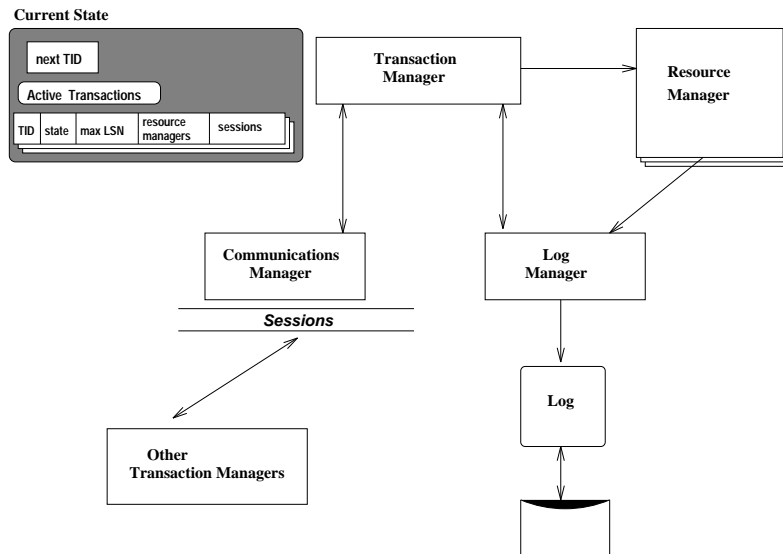 Current State
next TID
Active Transactions
TID state max LSN resource managers sessions
Transaction
Manager
Resource
Manager
Communications
Manager
Log
Manager
Sessions
Log
Other
Transaction Managers